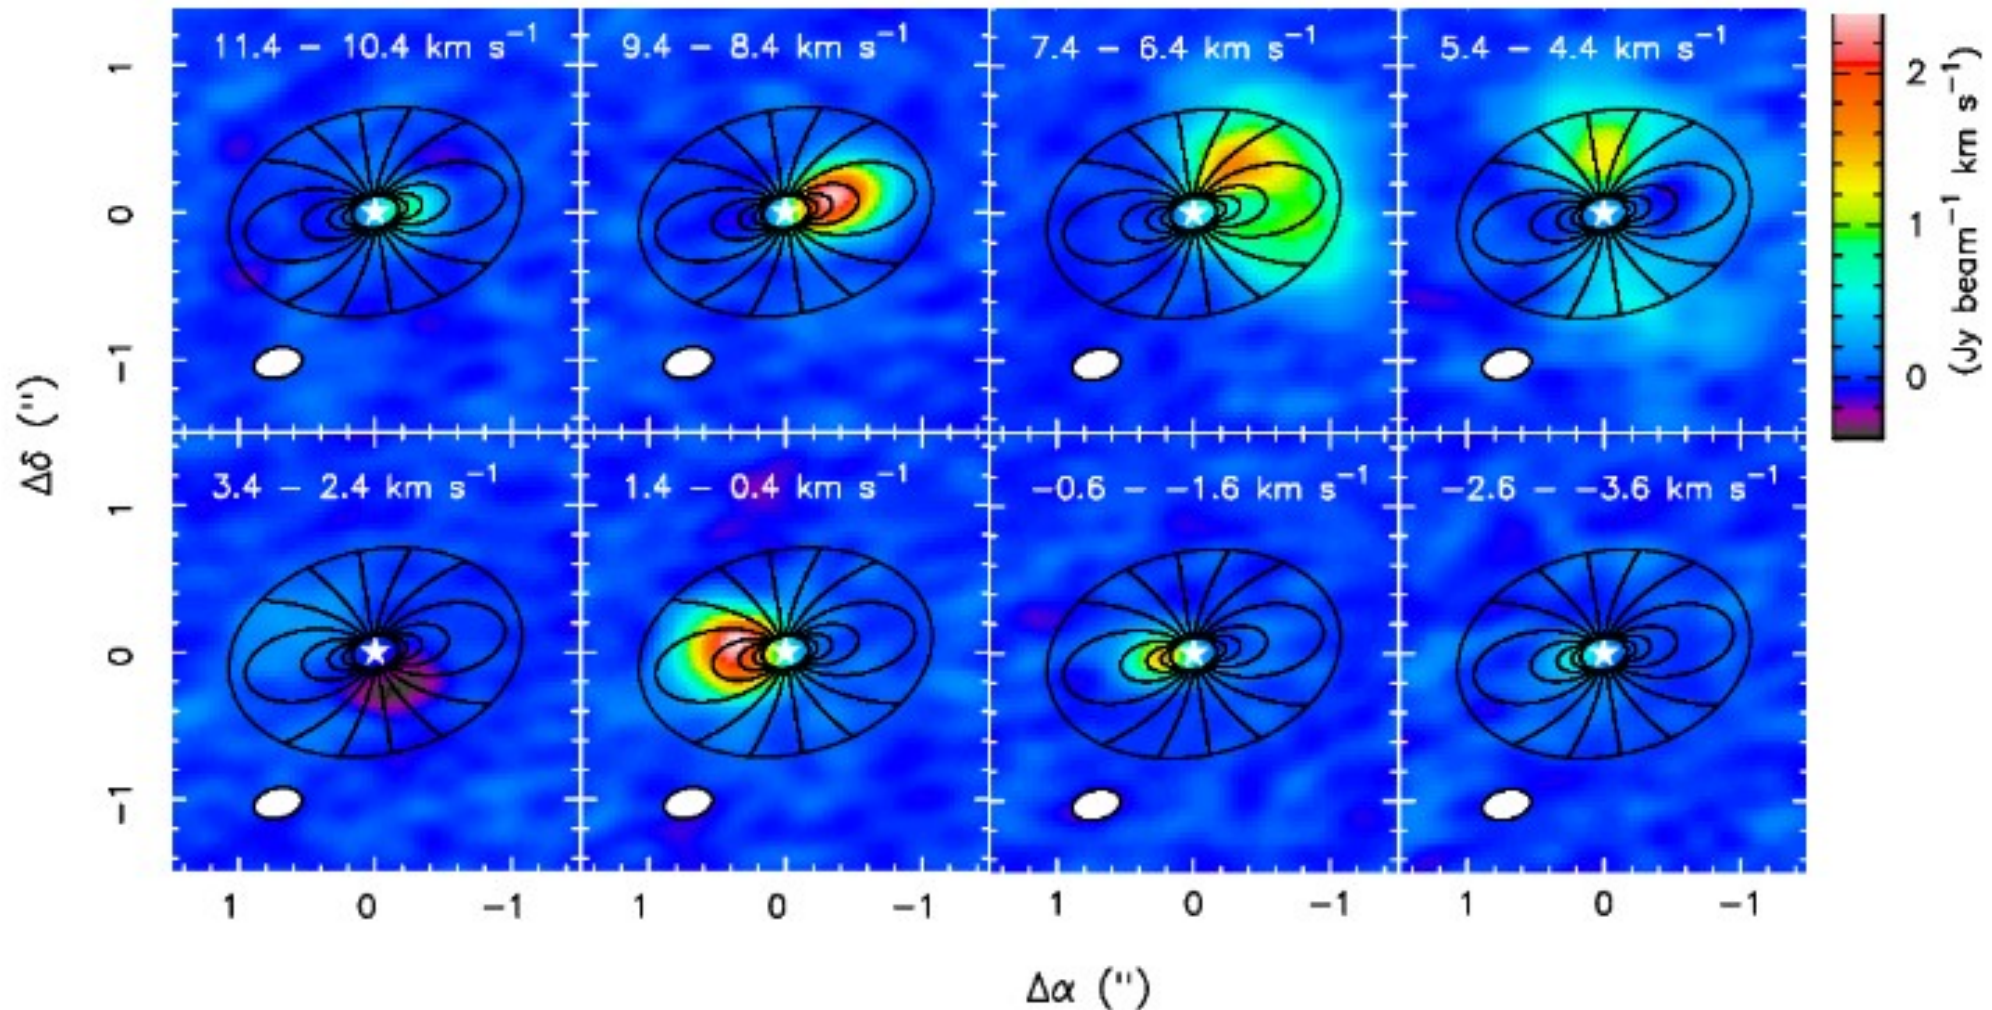 11.4 − 10.4 km s⁻¹
9.4 − 8.4 km s⁻¹
7.4 − 6.4 km s⁻¹
5.4 − 4.4 km s⁻¹
1
0
−1
2
1
0
(Jy beam⁻¹ km s⁻¹)
Δδ (")
3.4 − 2.4 km s⁻¹
1.4 − 0.4 km s⁻¹
−0.6 − −1.6 km s⁻¹
−2.6 − −3.6 km s⁻¹
1
0
−1
1 0 −1 1 0 −1 1 0 −1 1 0 −1
Δα (")